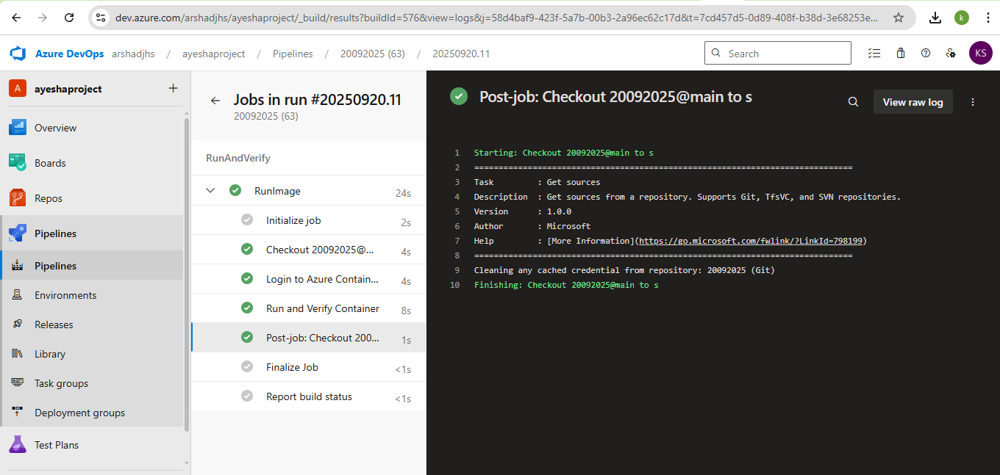 dev.azure.com/arshadjhs/ayeshaproject/_build/results?buildId=576&view=logs&j=58d4baf9-423f-5a7b-00b3-2a96ec62c17d&t=7cd457d5-0d89-408f-b38d-3e68253e...
k
Azure DevOps arshadjhs / ayeshaproject / Pipelines / 20092025 (63) / 20250920.11
Search
KS
A ayeshaproject +
Overview
Boards
Repos
Pipelines
Pipelines
Environments
Releases
Library
Task groups
Deployment groups
Test Plans
Jobs in run #20250920.11
20092025 (63)
RunAndVerify
RunImage 24s
Initialize job 2s
Checkout 20092025@... 4s
Login to Azure Contain... 4s
Run and Verify Container 8s
Post-job: Checkout 200... 1s
Finalize Job <1s
Report build status <1s
Post-job: Checkout 20092025@main to s
View raw log
1 Starting: Checkout 20092025@main to s
2 ==============================================================================
3 Task : Get sources
4 Description : Get sources from a repository. Supports Git, TfsVC, and SVN repositories.
5 Version : 1.0.0
6 Author : Microsoft
7 Help : [More Information](https://go.microsoft.com/fwlink/?LinkId=798199)
8 ==============================================================================
9 Cleaning any cached credential from repository: 20092025 (Git)
10 Finishing: Checkout 20092025@main to s